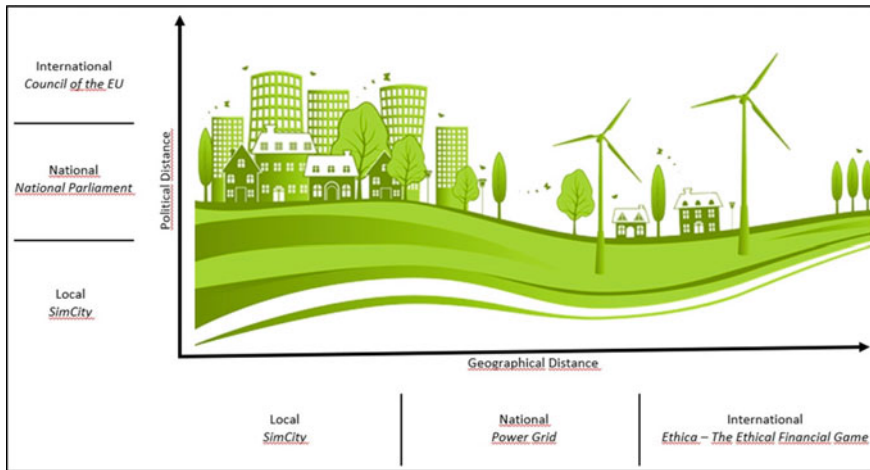 International
Council of the EU
National
National Parliament
Local
SimCity
Political Distance
Geographical Distance
Local
SimCity
National
Power Grid
International
Ethica – The Ethical Financial Game